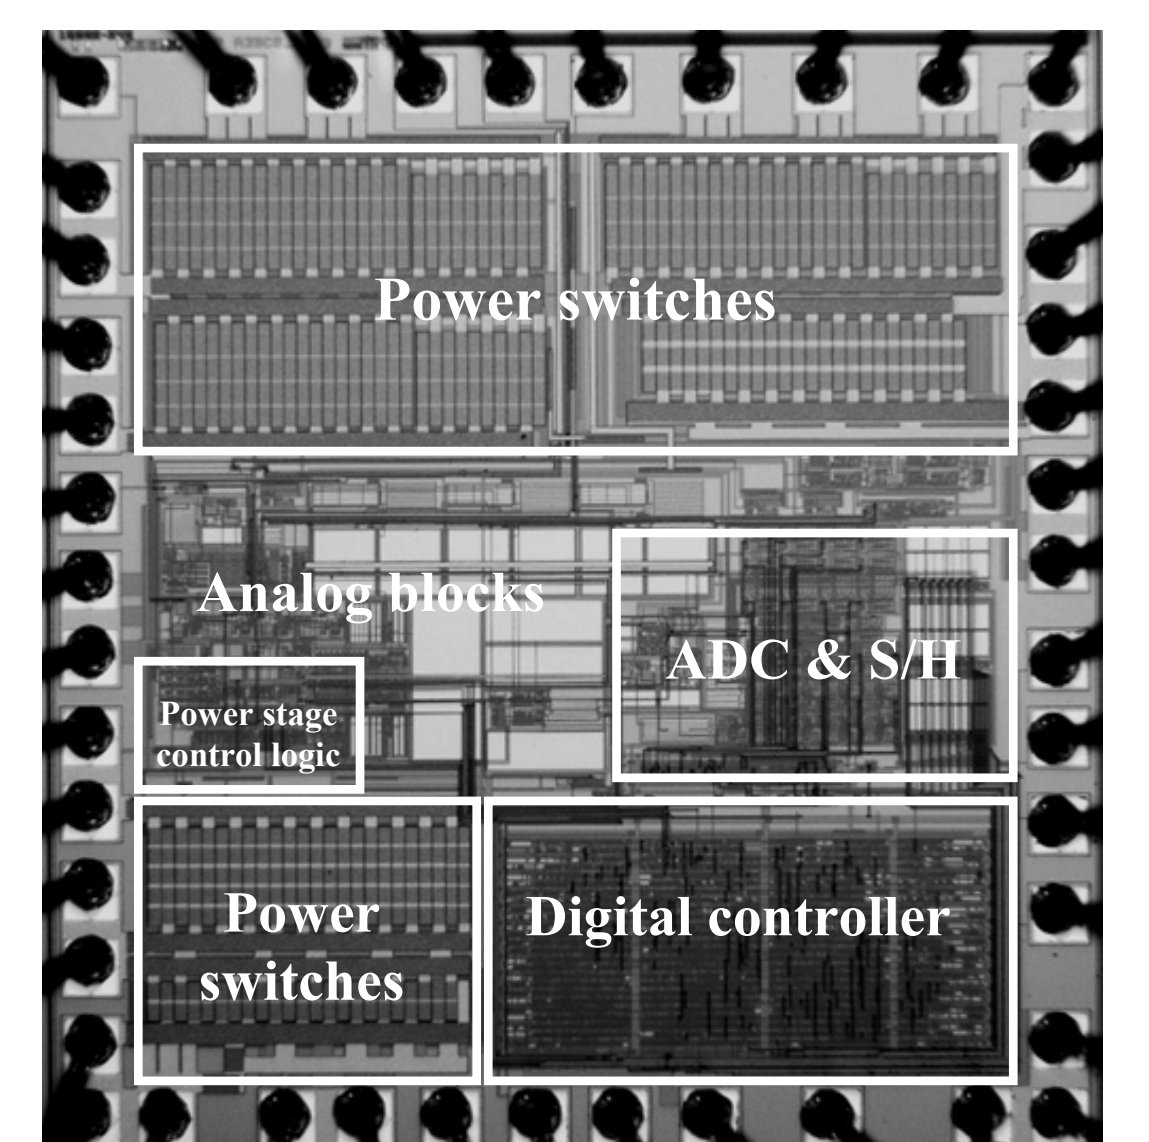 Power switches
Analog blocks
ADC & S/H
Power stage
control logic
Power
switches
Digital controller